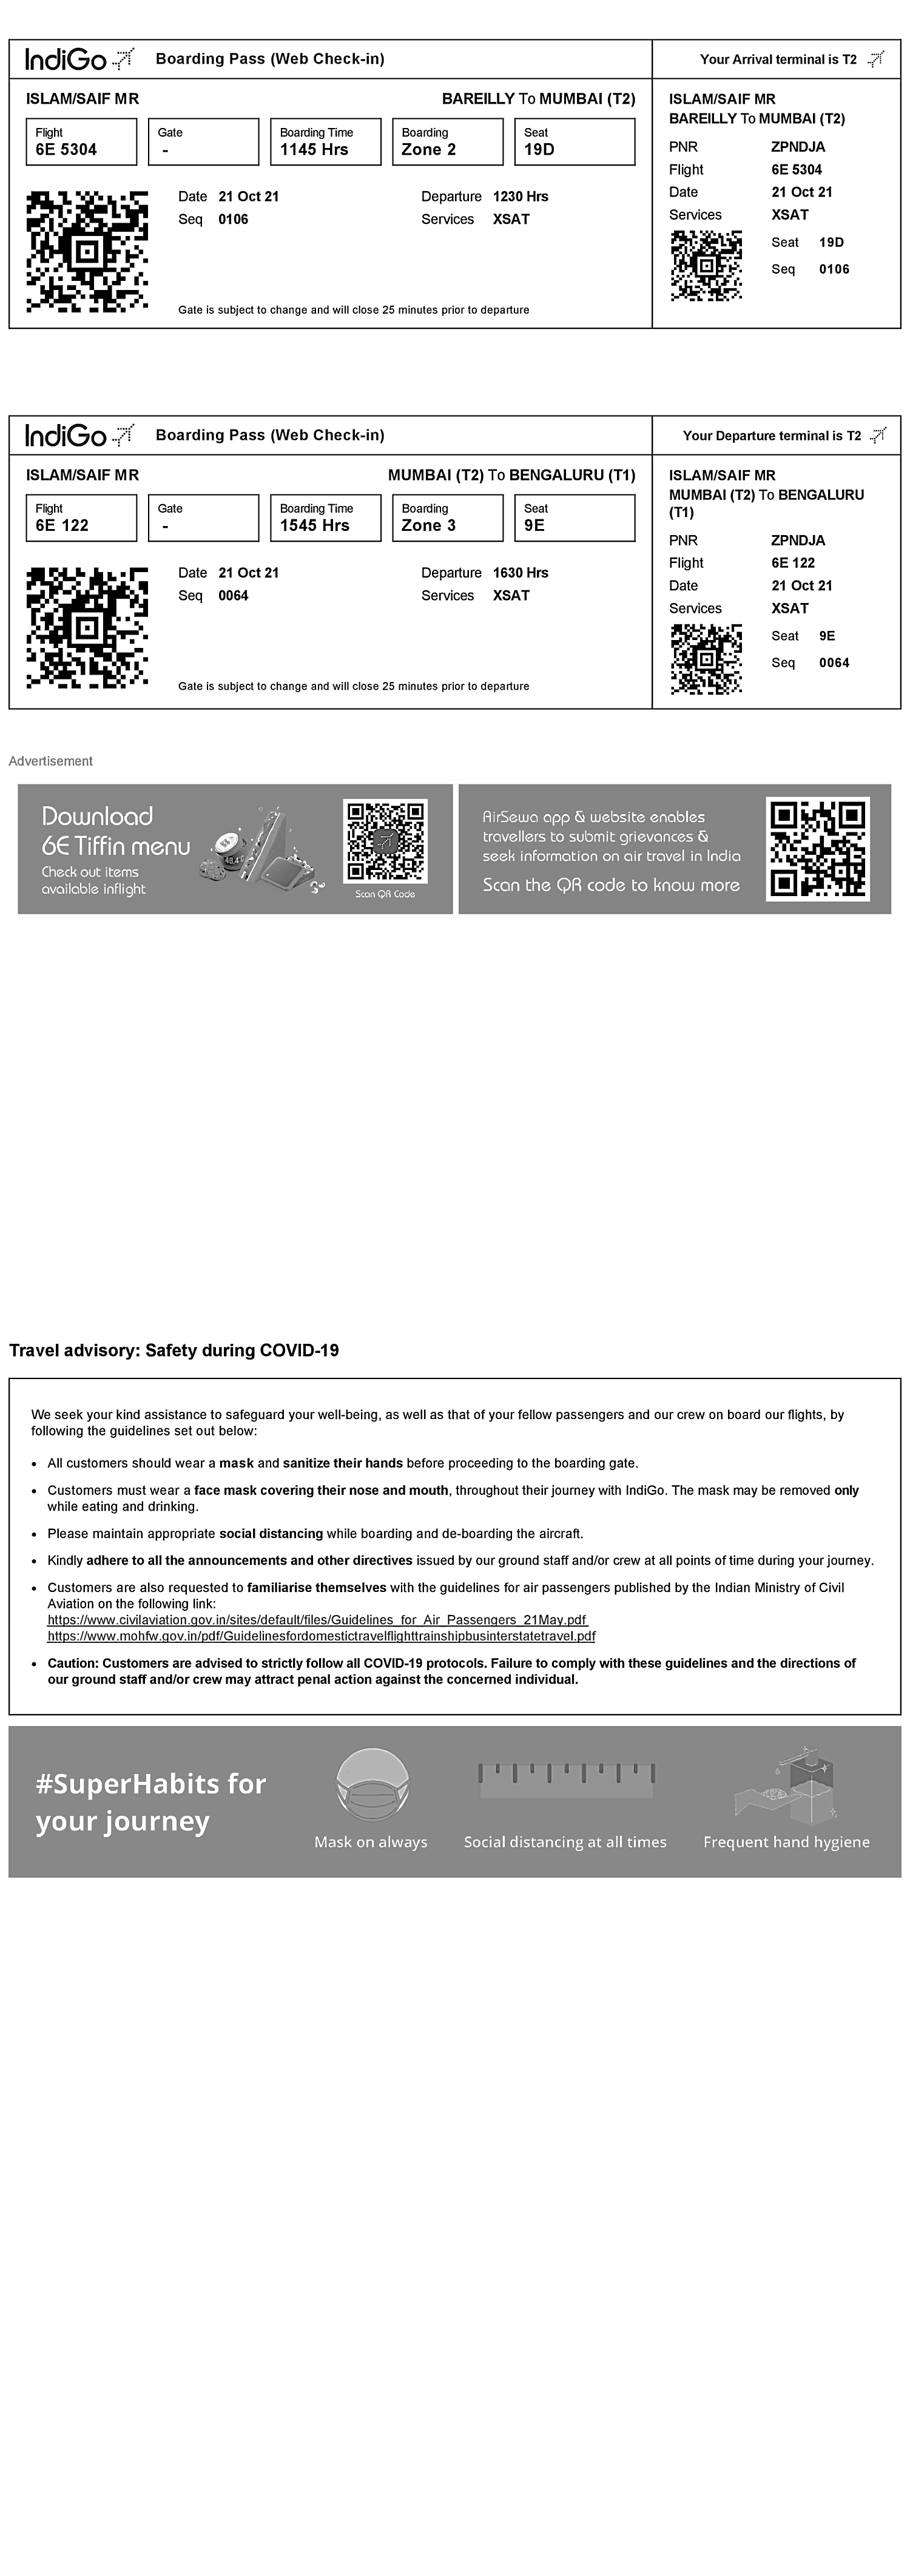 IndiGo Boarding Pass (Web Check-in)
Your Arrival terminal is T2
ISLAM/SAIF MR BAREILLY To MUMBAI (T2)
Flight Gate Boarding Time Boarding Seat
6E 5304 - 1145 Hrs Zone 2 19D
Date 21 Oct 21 Departure 1230 Hrs
Seq 0106 Services XSAT
Gate is subject to change and will close 25 minutes prior to departure
ISLAM/SAIF MR
BAREILLY To MUMBAI (T2)
PNR ZPNDJA
Flight 6E 5304
Date 21 Oct 21
Services XSAT
Seat 19D
Seq 0106
IndiGo Boarding Pass (Web Check-in)
Your Departure terminal is T2
ISLAM/SAIF MR MUMBAI (T2) To BENGALURU (T1)
Flight Gate Boarding Time Boarding Seat
6E 122 - 1545 Hrs Zone 3 9E
Date 21 Oct 21 Departure 1630 Hrs
Seq 0064 Services XSAT
Gate is subject to change and will close 25 minutes prior to departure
ISLAM/SAIF MR
MUMBAI (T2) To BENGALURU
(T1)
PNR ZPNDJA
Flight 6E 122
Date 21 Oct 21
Services XSAT
Seat 9E
Seq 0064
Advertisement
Download
6E Tiffin menu
Check out items
available inflight
Scan QR Code
AirSewa app & website enables
travellers to submit grievances &
seek information on air travel in India
Scan the QR code to know more
Travel advisory: Safety during COVID-19
We seek your kind assistance to safeguard your well-being, as well as that of your fellow passengers and our crew on board our flights, by
following the guidelines set out below:
• All customers should wear a mask and sanitize their hands before proceeding to the boarding gate.
• Customers must wear a face mask covering their nose and mouth, throughout their journey with IndiGo. The mask may be removed only
while eating and drinking.
• Please maintain appropriate social distancing while boarding and de-boarding the aircraft.
• Kindly adhere to all the announcements and other directives issued by our ground staff and/or crew at all points of time during your journey.
• Customers are also requested to familiarise themselves with the guidelines for air passengers published by the Indian Ministry of Civil
Aviation on the following link:
https://www.civilaviation.gov.in/sites/default/files/Guidelines_for_Air_Passengers_21May.pdf
https://www.mohfw.gov.in/pdf/Guidelinesfordomestictravelflighttrainshipbusinterstatetravel.pdf
• Caution: Customers are advised to strictly follow all COVID-19 protocols. Failure to comply with these guidelines and the directions of
our ground staff and/or crew may attract penal action against the concerned individual.
#SuperHabits for
your journey
Mask on always
Social distancing at all times
Frequent hand hygiene